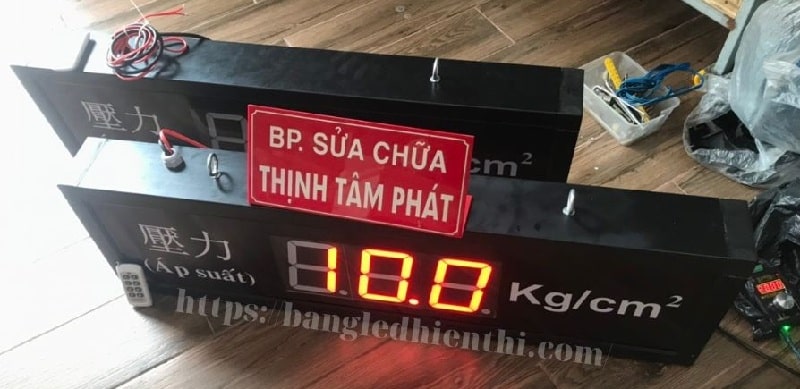 壓力
cm²
BP. SỬA CHỮA
THỊNH TÂM PHÁT
壓力
(Áp suất)
10.0 Kg/cm²
https://bangledhienthi.com/